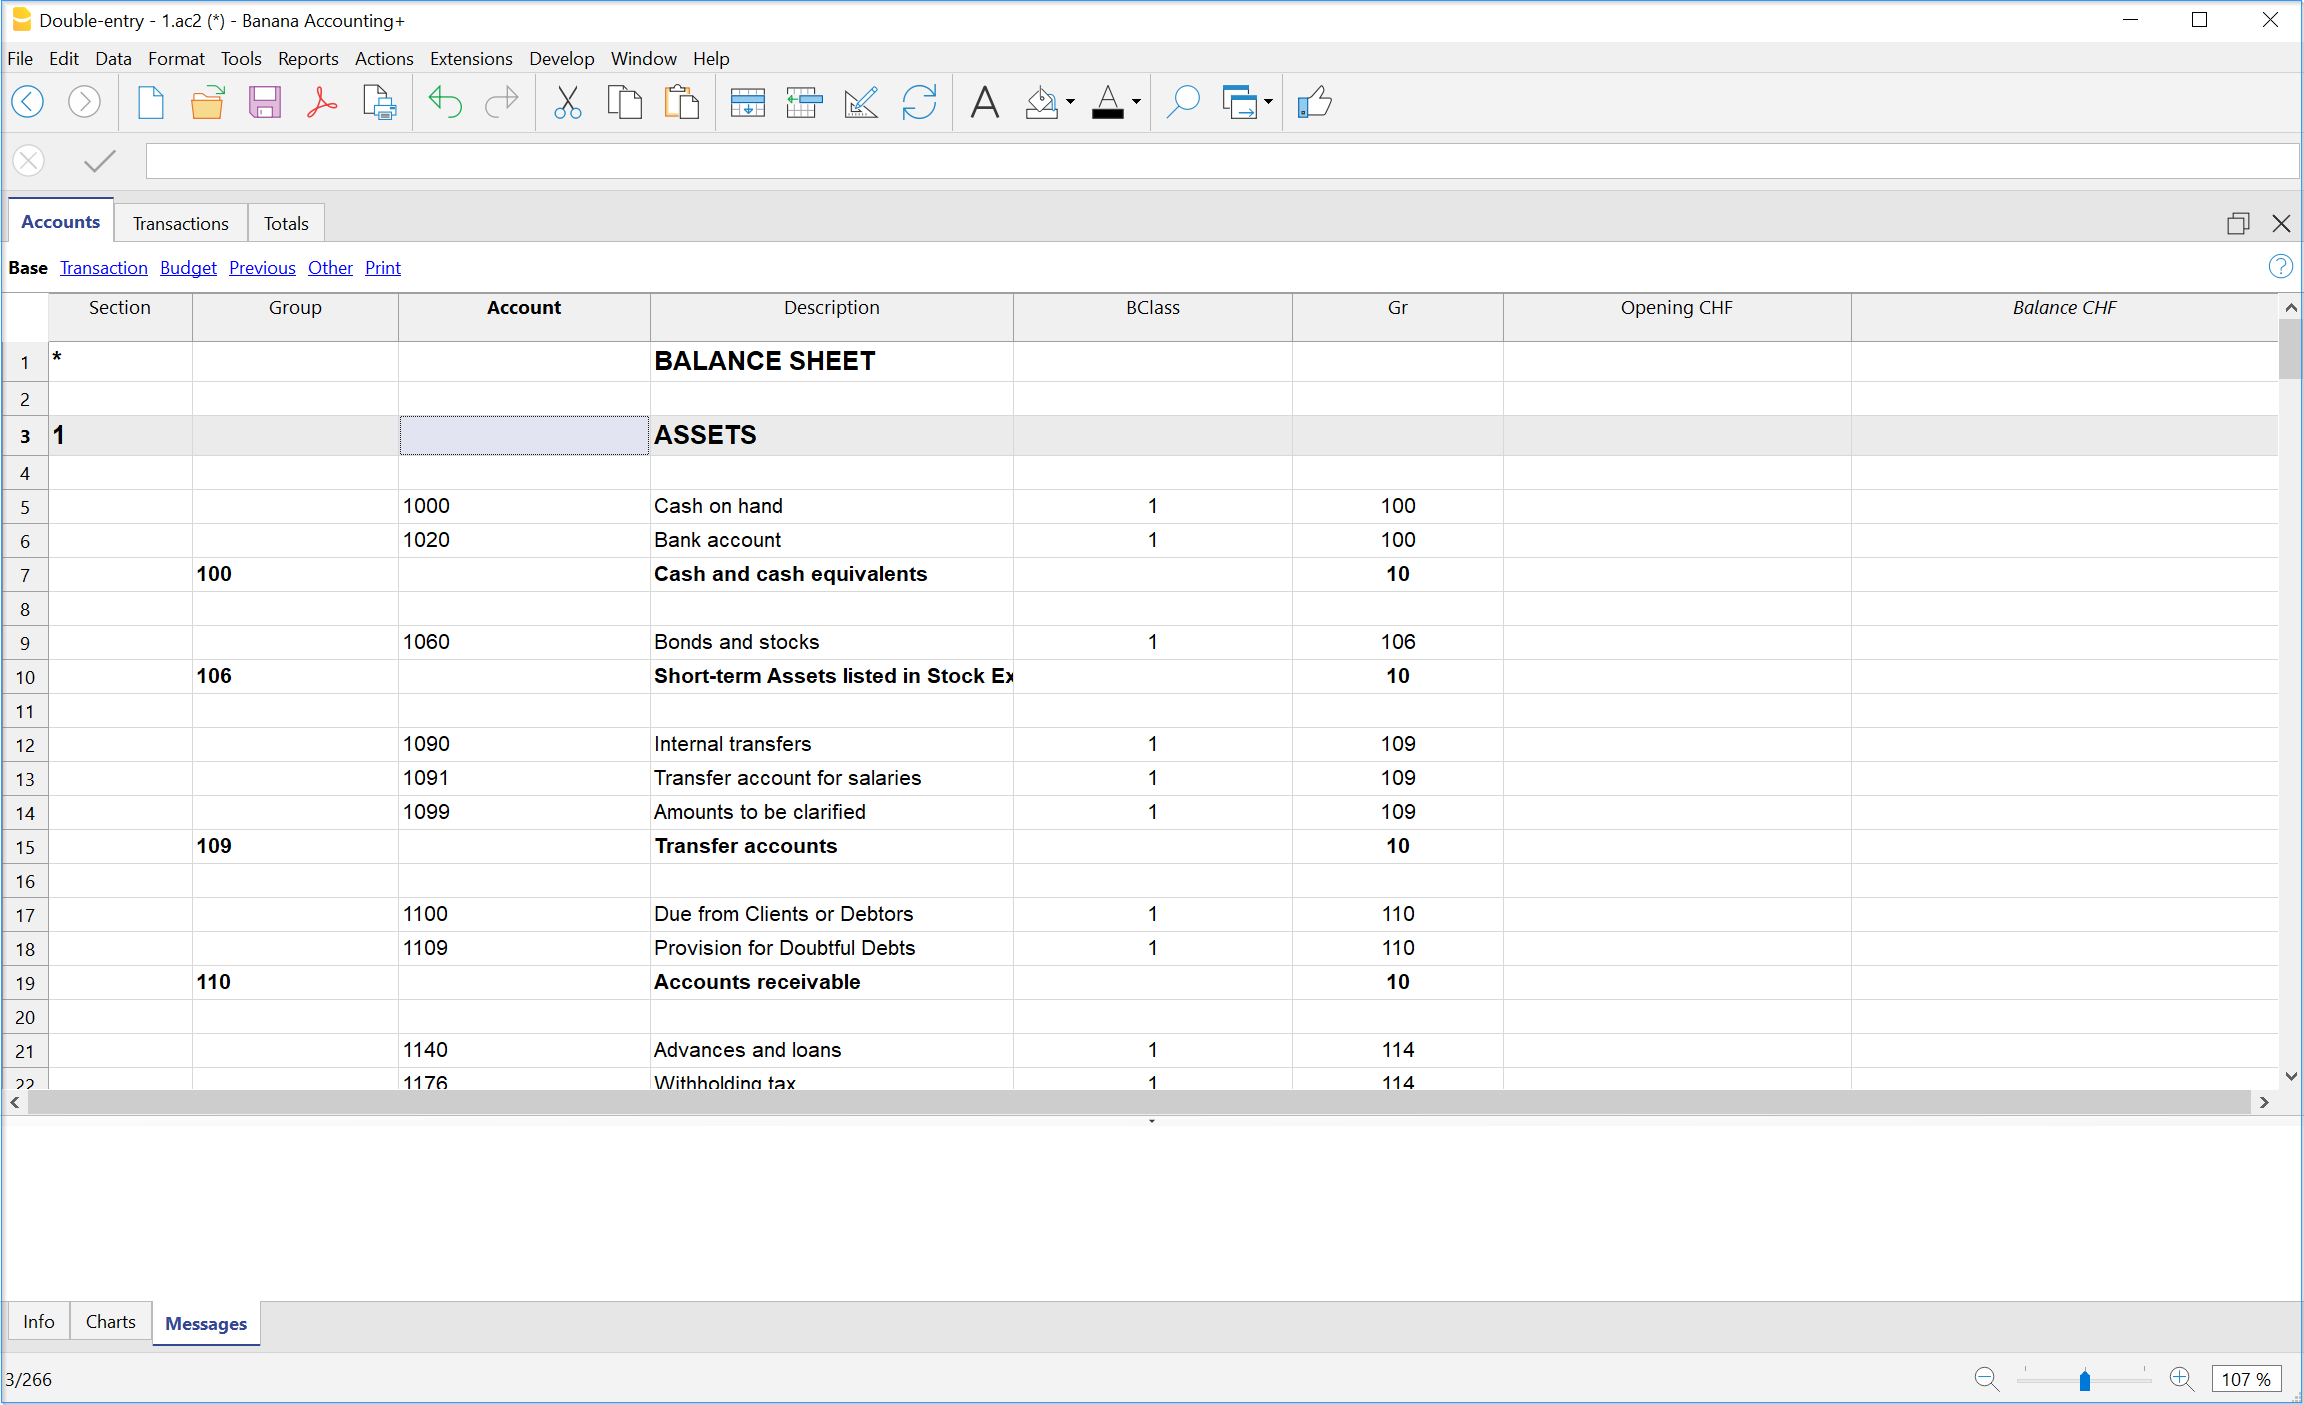 Double-entry - 1.ac2 (*) - Banana Accounting+
File Edit Data Format Tools Reports Actions Extensions Develop Window Help
Accounts Transactions Totals
Base Transaction Budget Previous Other Print
Section Group Account Description BClass Gr Opening CHF Balance CHF
1 * BALANCE SHEET
2
3 1 ASSETS
4
5 1000 Cash on hand 1 100
6 1020 Bank account 1 100
7 100 Cash and cash equivalents 10
8
9 1060 Bonds and stocks 1 106
10 106 Short-term Assets listed in Stock Ex 10
11
12 1090 Internal transfers 1 109
13 1091 Transfer account for salaries 1 109
14 1099 Amounts to be clarified 1 109
15 109 Transfer accounts 10
16
17 1100 Due from Clients or Debtors 1 110
18 1109 Provision for Doubtful Debts 1 110
19 110 Accounts receivable 10
20
21 1140 Advances and loans 1 114
22 1176 Withholding tax 1 114
Info Charts Messages
3/266 107 %